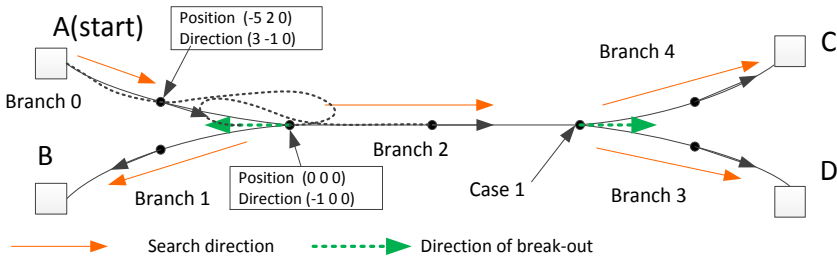 A(start)
Position (-5 2 0)
Direction (3 -1 0)
C
Branch 4
Branch 0
B
Branch 2
D
Branch 1
Position (0 0 0)
Direction (-1 0 0)
Case 1
Branch 3
Search direction
Direction of break-out